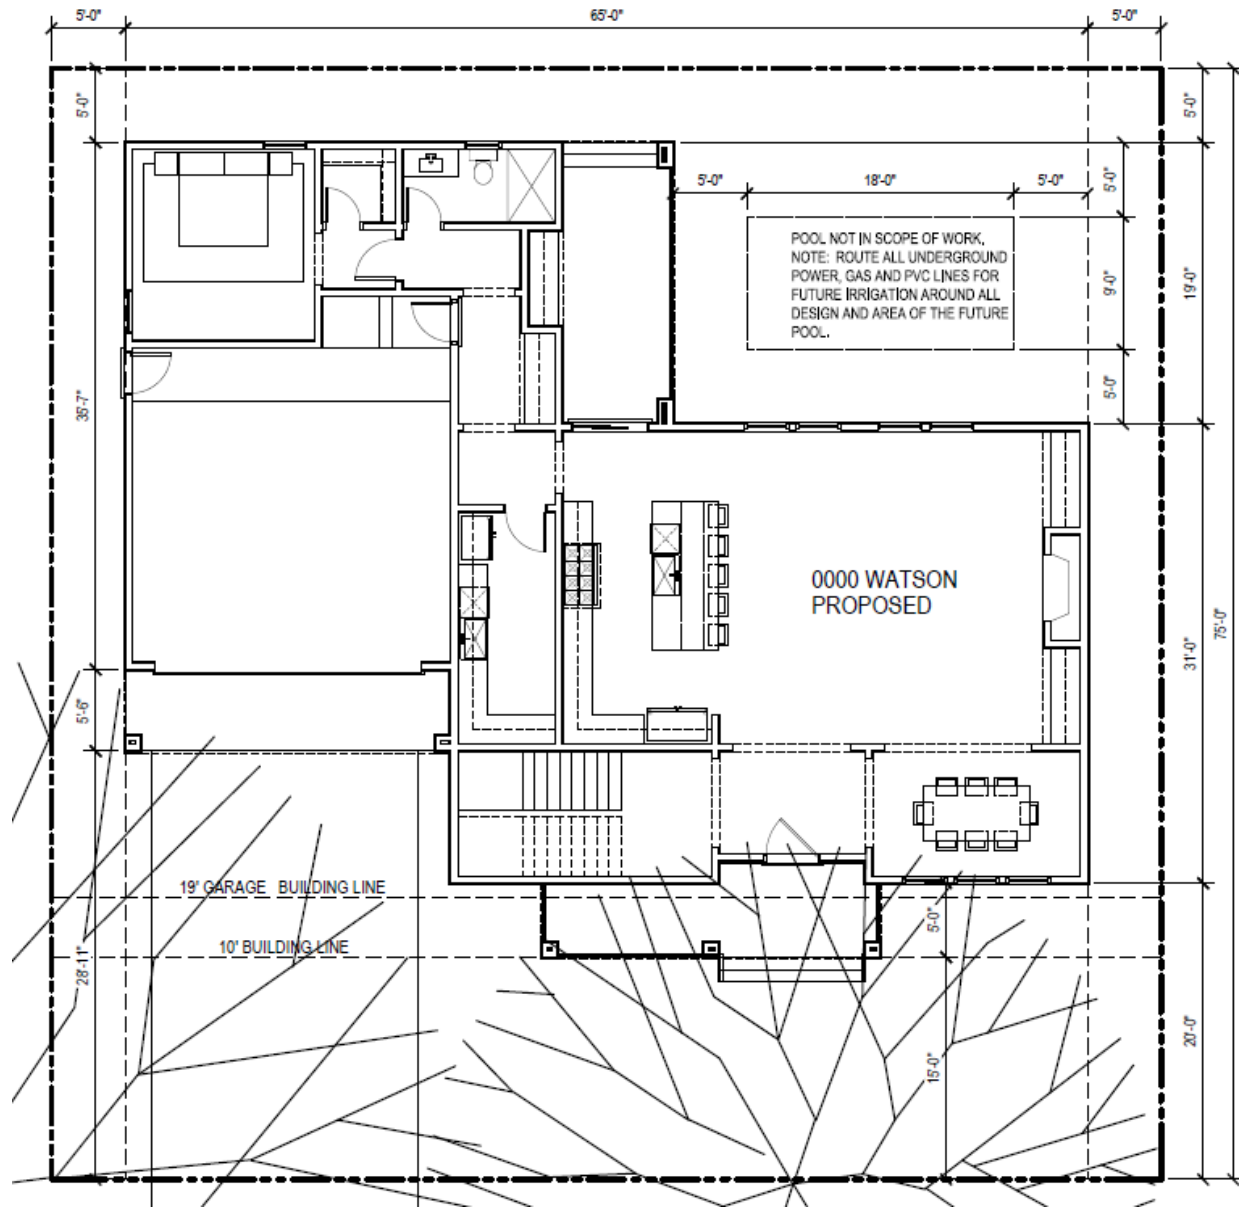 5'-0"
65'-0"
5'-0"
5'-0"
5'-0"
5'-0"
18'-0"
5'-0"
5'-0"
POOL NOT IN SCOPE OF WORK,
NOTE: ROUTE ALL UNDERGROUND
POWER, GAS AND PVC LINES FOR
FUTURE IRRIGATION AROUND ALL
DESIGN AND AREA OF THE FUTURE
POOL.
9'-0"
19'-0"
5'-0"
35'-7"
0000 WATSON
PROPOSED
75'-0"
31'-0"
5'-6"
19' GARAGE BUILDING LINE
5'-0"
10' BUILDING LINE
28'-11"
15'-0"
20'-0"